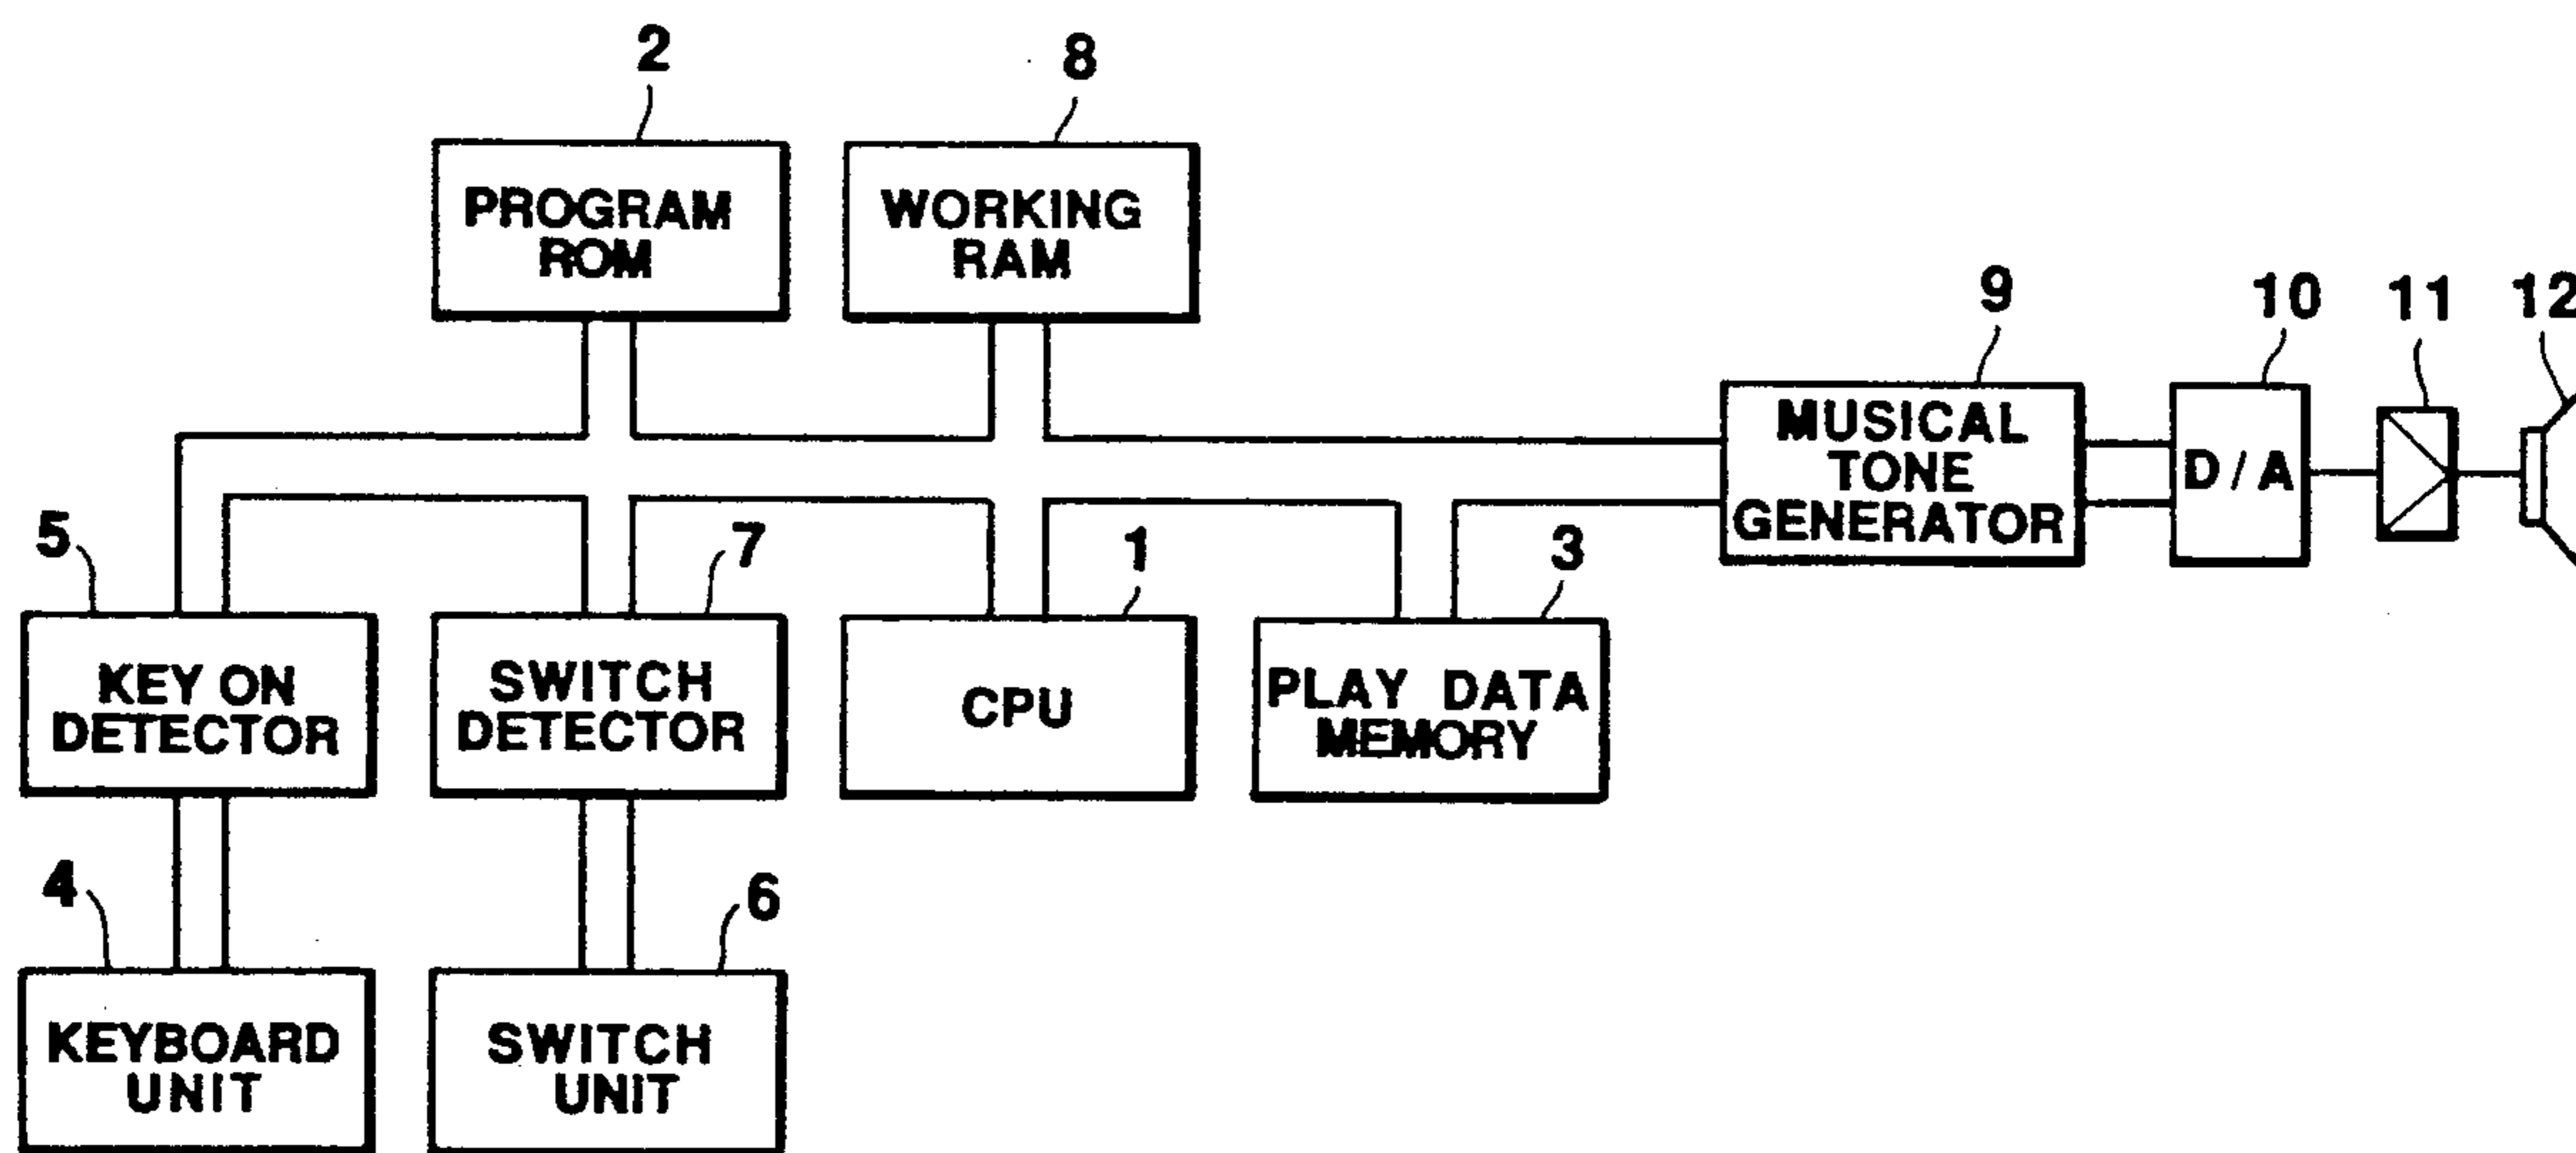 2
8
PROGRAM
ROM
WORKING
RAM
9
10
11
12
MUSICAL
TONE
GENERATOR
D/A
5
7
1
3
KEY ON
DETECTOR
SWITCH
DETECTOR
CPU
PLAY DATA
MEMORY
4
6
KEYBOARD
UNIT
SWITCH
UNIT